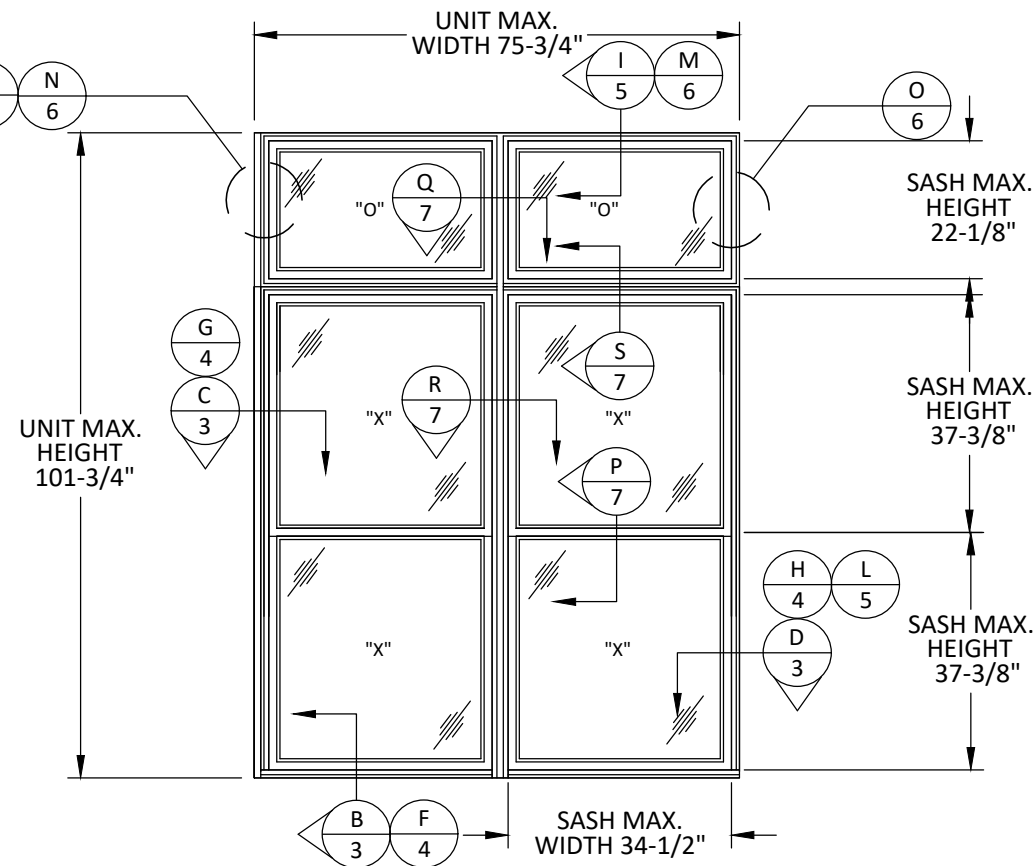 UNIT MAX.
WIDTH 75-3/4"
I
5
M
6
N
6
O
6
SASH MAX.
HEIGHT
22-1/8"
"O"
Q
7
"O"
G
4
C
3
S
7
UNIT MAX.
HEIGHT
101-3/4"
"X"
R
7
"X"
SASH MAX.
HEIGHT
37-3/8"
P
7
H
4
L
5
D
3
"X"
"X"
SASH MAX.
HEIGHT
37-3/8"
B
3
F
4
SASH MAX.
WIDTH 34-1/2"